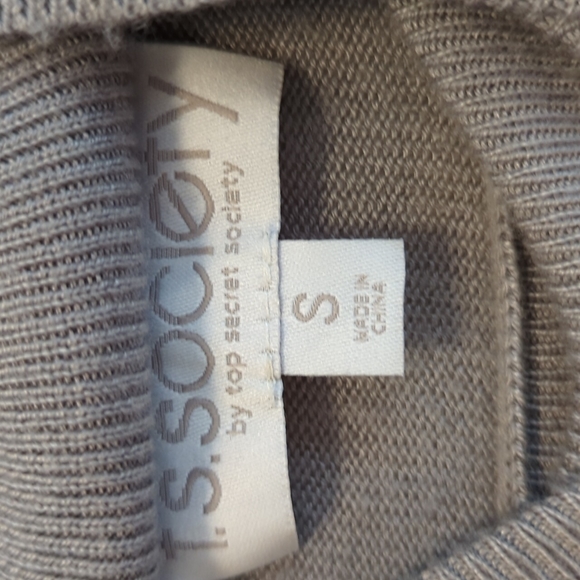 T.S.SOCIETY
by top secret society
S
MADE IN
CHINA